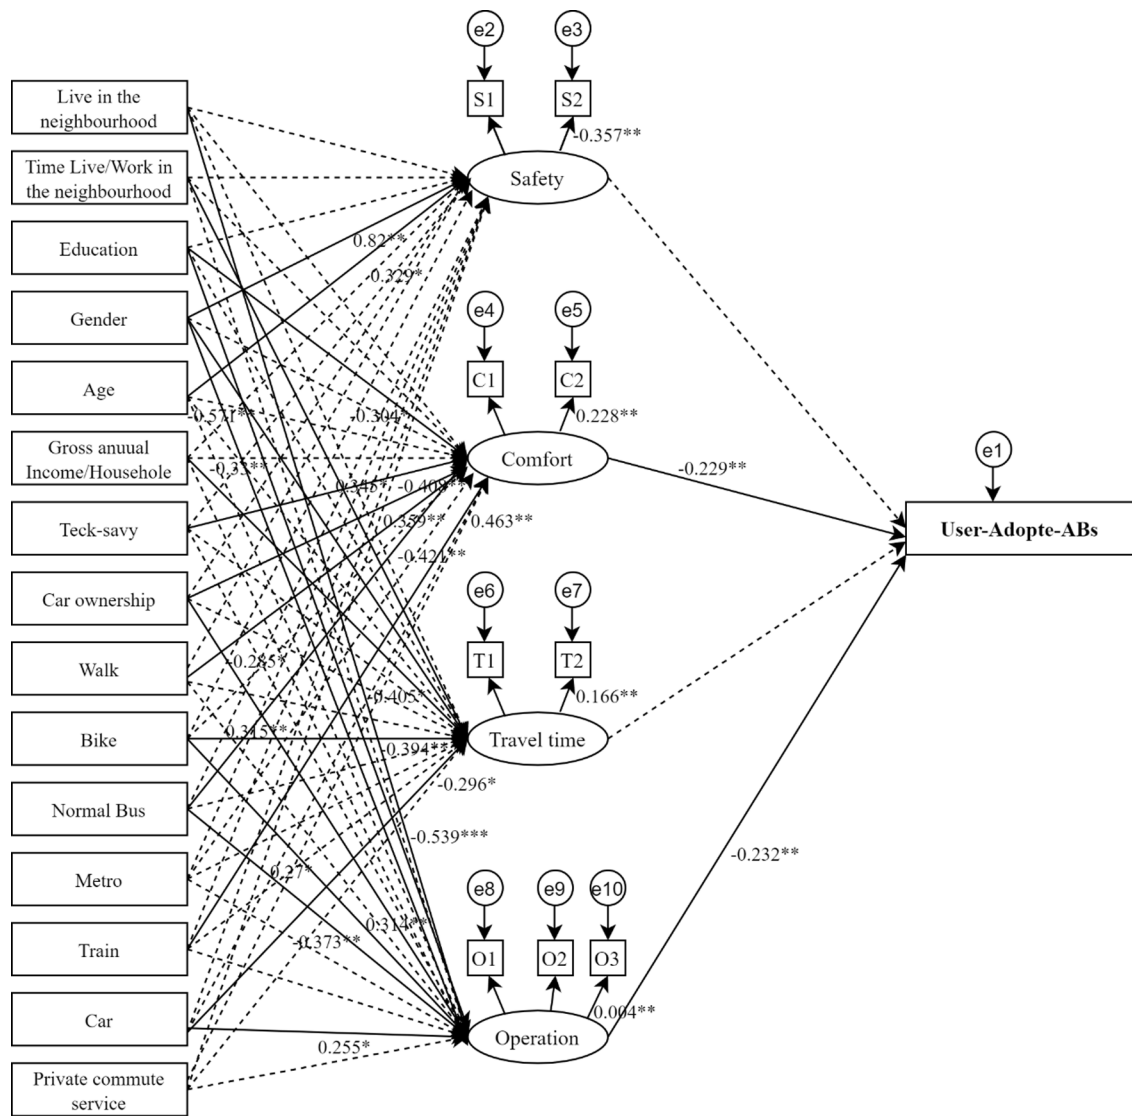 e2
e3
S1
S2
-0.357**
Safety
Live in the
neighbourhood
Time Live/Work in
the neighbourhood
Education
Gender
Age
Gross anuual
Income/Househole
Teck-savy
Car ownership
Walk
Bike
Normal Bus
Metro
Train
Car
Private commute
service
0.82**
0.329*
e4
e5
C1
C2
0.228**
Comfort
-0.571**
-0.304*
-0.33**
0.345*
-0.408**
0.359**
0.463**
-0.421**
-0.229**
e1
User-Adopte-ABs
e6
e7
T1
T2
0.166**
Travel time
-0.285*
-0.405*
0.315**
-0.394**
-0.296*
-0.539***
-0.232**
0.27*
0.314**
-0.373**
e8
e9
e10
O1
O2
O3
0.004**
Operation
0.255*